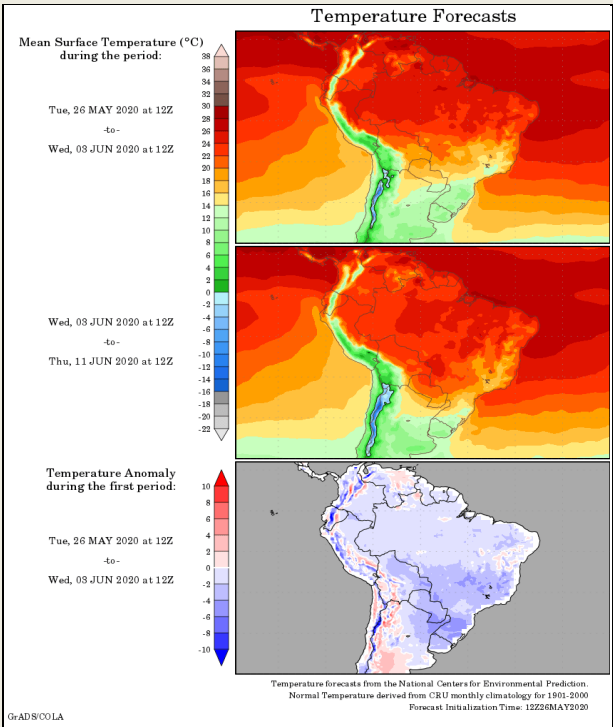 Temperature Forecasts
Mean Surface Temperature (°C)
during the period:
38
36
34
32
30
28
26
24
22
20
18
16
14
12
10
8
6
4
2
0
-2
-4
-6
-8
-10
-12
-14
-16
-18
-20
-22
Tue, 26 MAY 2020 at 12Z
-to-
Wed, 03 JUN 2020 at 12Z
Wed, 03 JUN 2020 at 12Z
-to-
Thu, 11 JUN 2020 at 12Z
Temperature Anomaly
during the first period:
10
8
6
4
2
0
-2
-4
-6
-8
-10
Tue, 26 MAY 2020 at 12Z
-to-
Wed, 03 JUN 2020 at 12Z
Temperature forecasts from the National Centers for Environmental Prediction.
Normal Temperature derived from CRU monthly climatology for 1901-2000
Forecast Initialization Time: 12Z26MAY2020
GrADS/COLA